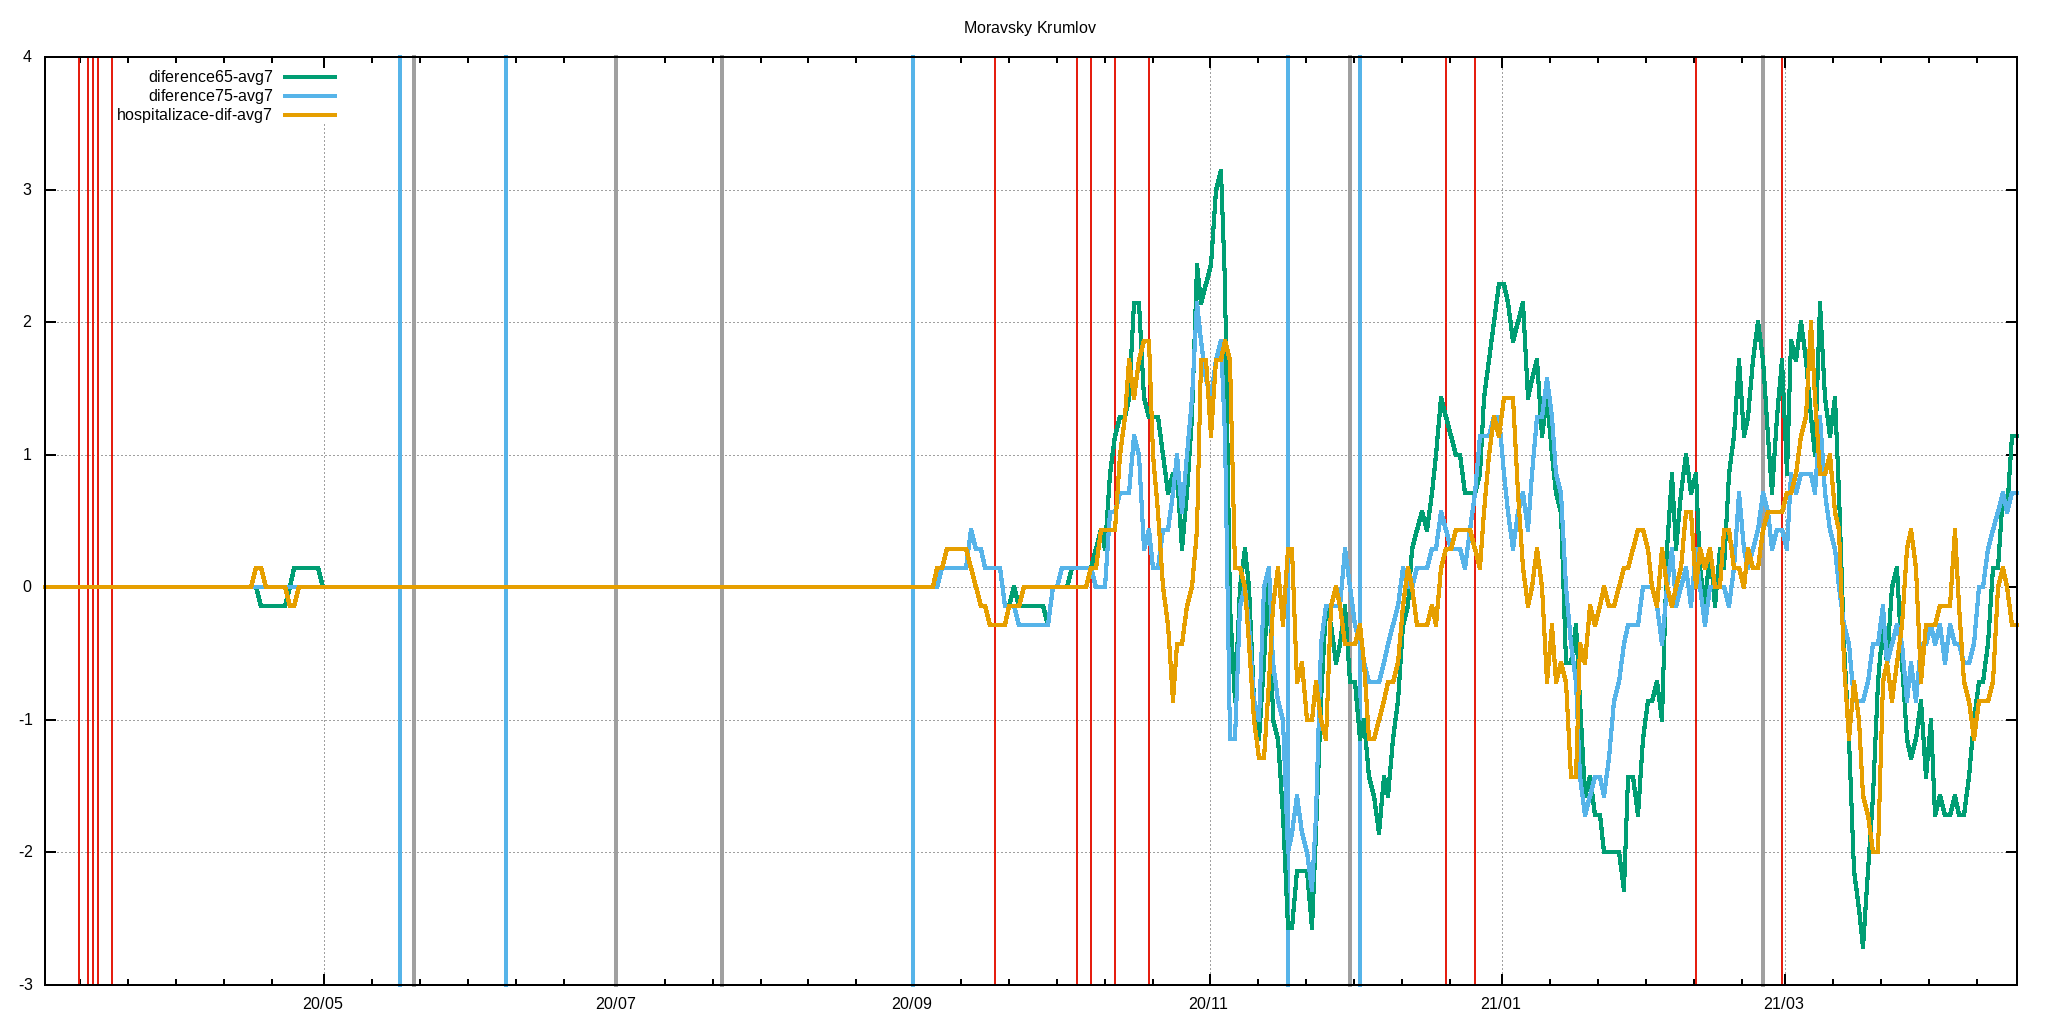 Moravsky Krumlov
diference65-avg7
diference75-avg7
hospitalizace-dif-avg7
4
3
2
1
0
-1
-2
-3
20/05 20/07 20/09 20/11 21/01 21/03